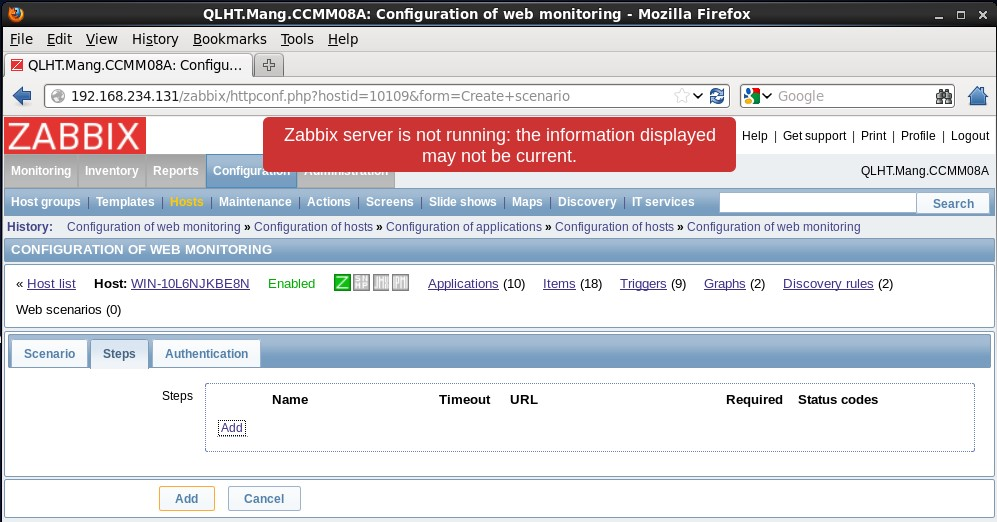 QLHT.Mang.CCMM08A: Configuration of web monitoring - Mozilla Firefox
File Edit View History Bookmarks Tools Help
QLHT.Mang.CCMM08A: Configu...
192.168.234.131/zabbix/httpconf.php?hostid=10109&form=Create+scenario
Google
ZABBIX
Zabbix server is not running: the information displayed
may not be current.
Help | Get support | Print | Profile | Logout
Monitoring Inventory Reports Configuration Administration
QLHT.Mang.CCMM08A
Host groups | Templates | Hosts | Maintenance | Actions | Screens | Slide shows | Maps | Discovery | IT services
Search
History: Configuration of web monitoring » Configuration of hosts » Configuration of applications » Configuration of hosts » Configuration of web monitoring
CONFIGURATION OF WEB MONITORING
« Host list Host: WIN-10L6NJKBE8N Enabled Z Applications (10) Items (18) Triggers (9) Graphs (2) Discovery rules (2)
Web scenarios (0)
Scenario Steps Authentication
Steps
Name Timeout URL Required Status codes
Add
Add Cancel